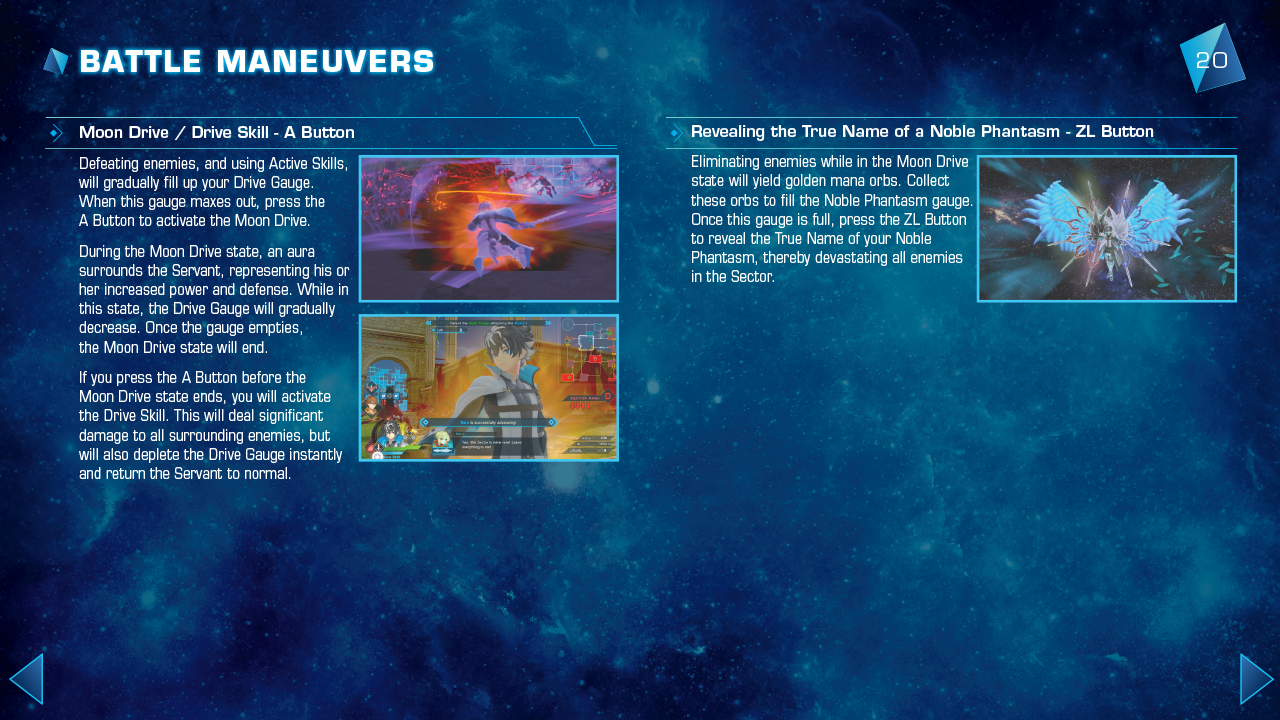 BATTLE MANEUVERS
20
Moon Drive / Drive Skill - A Button
Defeating enemies, and using Active Skills,
will gradually fill up your Drive Gauge.
When this gauge maxes out, press the
A Button to activate the Moon Drive.
During the Moon Drive state, an aura
surrounds the Servant, representing his or
her increased power and defense. While in
this state, the Drive Gauge will gradually
decrease. Once the gauge empties,
the Moon Drive state will end.
If you press the A Button before the
Moon Drive state ends, you will activate
the Drive Skill. This will deal significant
damage to all surrounding enemies, but
will also deplete the Drive Gauge instantly
and return the Servant to normal.
is successfully advancing!
Revealing the True Name of a Noble Phantasm - ZL Button
Eliminating enemies while in the Moon Drive
state will yield golden mana orbs. Collect
these orbs to fill the Noble Phantasm gauge.
Once this gauge is full, press the ZL Button
to reveal the True Name of your Noble
Phantasm, thereby devastating all enemies
in the Sector.